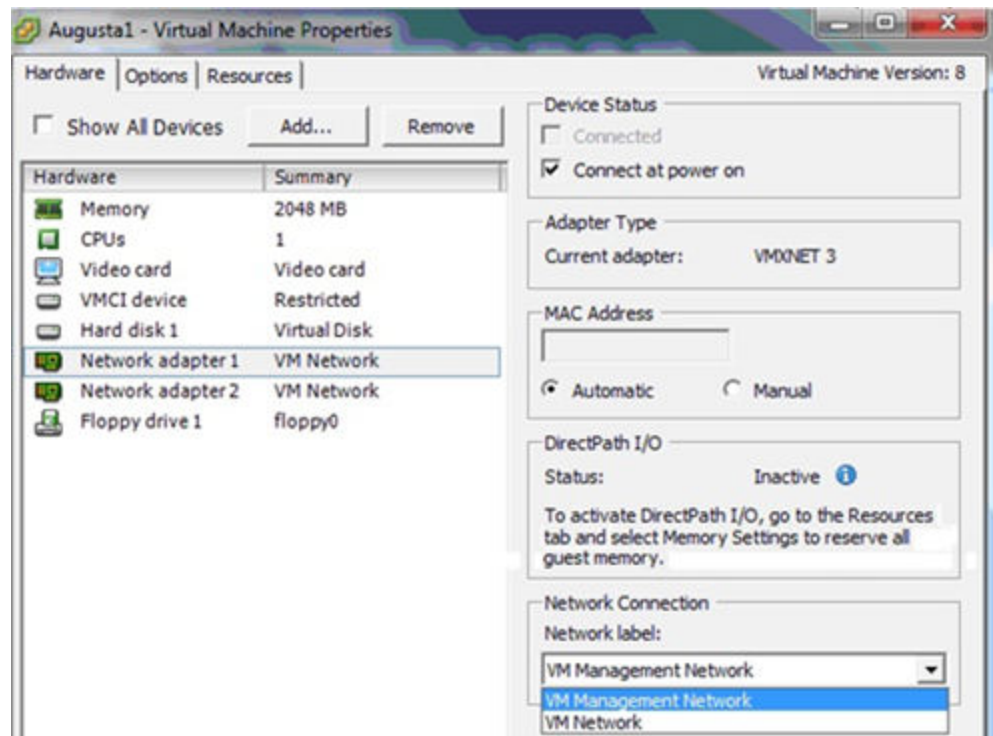 Augusta1 - Virtual Machine Properties
Hardware Options Resources Virtual Machine Version: 8
Show All Devices Add... Remove
Hardware Summary
Memory 2048 MB
CPUs 1
Video card Video card
VMCI device Restricted
Hard disk 1 Virtual Disk
Network adapter 1 VM Network
Network adapter 2 VM Network
Floppy drive 1 floppy0
Device Status
Connected
Connect at power on
Adapter Type
Current adapter: VMXNET 3
MAC Address
Automatic Manual
DirectPath I/O
Status: Inactive
To activate DirectPath I/O, go to the Resources
tab and select Memory Settings to reserve all
guest memory.
Network Connection
Network label:
VM Management Network
VM Management Network
VM Network